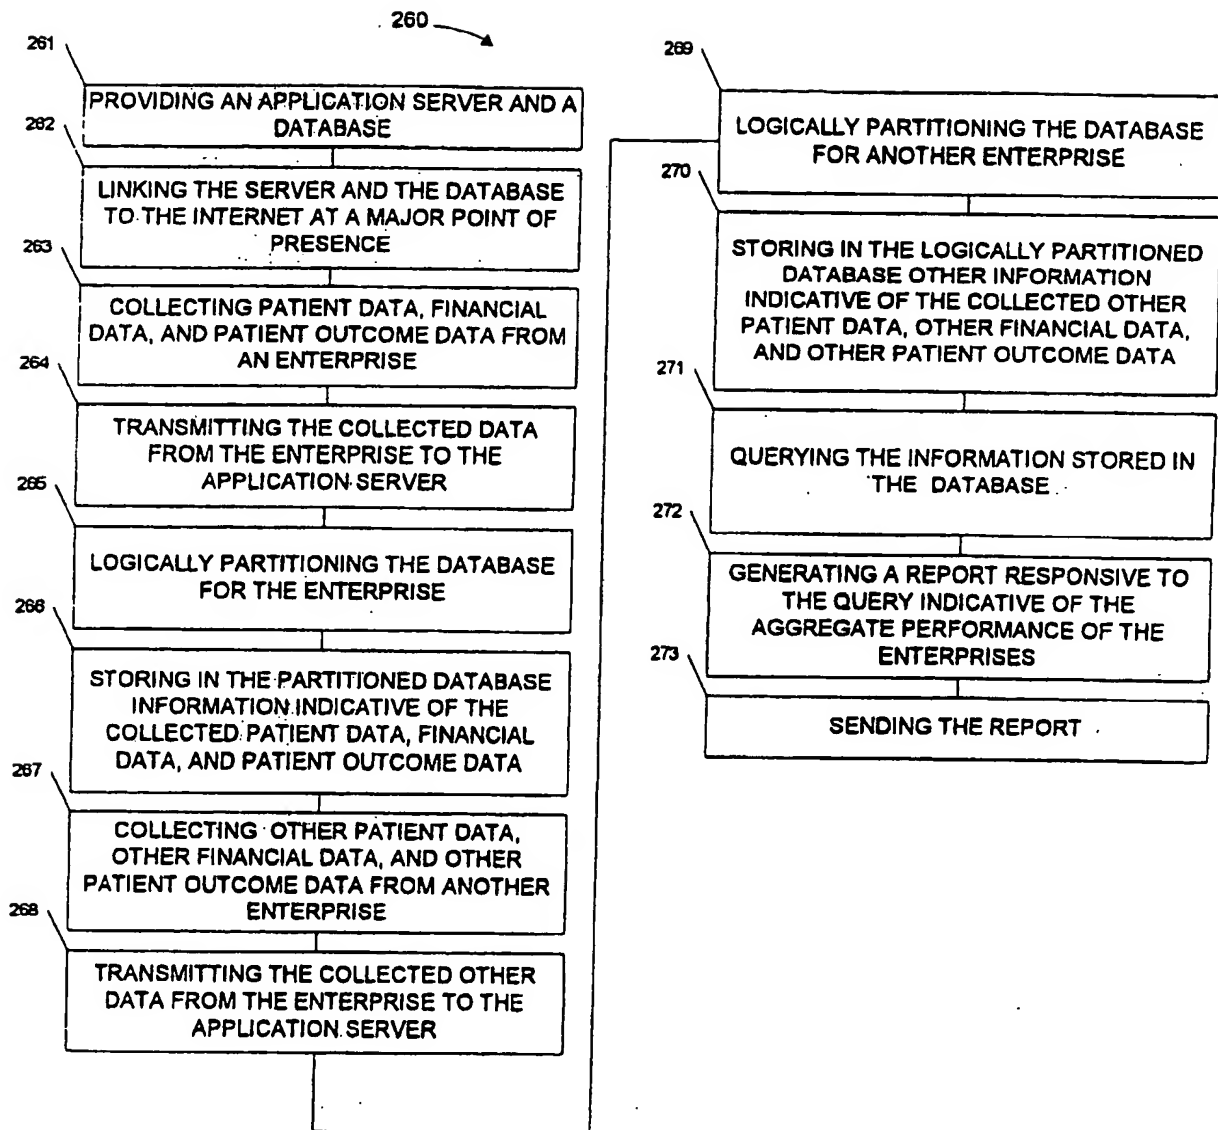 260
261
PROVIDING AN APPLICATION SERVER AND A
DATABASE
262
LINKING THE SERVER AND THE DATABASE
TO THE INTERNET AT A MAJOR POINT OF
PRESENCE
263
COLLECTING PATIENT DATA, FINANCIAL
DATA, AND PATIENT OUTCOME DATA FROM
AN ENTERPRISE
264
TRANSMITTING THE COLLECTED DATA
FROM THE ENTERPRISE TO THE
APPLICATION SERVER
265
LOGICALLY PARTITIONING THE DATABASE
FOR THE ENTERPRISE
266
STORING IN THE PARTITIONED DATABASE
INFORMATION INDICATIVE OF THE
COLLECTED PATIENT DATA, FINANCIAL
DATA, AND PATIENT OUTCOME DATA
267
COLLECTING OTHER PATIENT DATA,
OTHER FINANCIAL DATA, AND OTHER
PATIENT OUTCOME DATA FROM ANOTHER
ENTERPRISE
268
TRANSMITTING THE COLLECTED OTHER
DATA FROM THE ENTERPRISE TO THE
APPLICATION SERVER
269
LOGICALLY PARTITIONING THE DATABASE
FOR ANOTHER ENTERPRISE
270
STORING IN THE LOGICALLY PARTITIONED
DATABASE OTHER INFORMATION
INDICATIVE OF THE COLLECTED OTHER
PATIENT DATA, OTHER FINANCIAL DATA,
AND OTHER PATIENT OUTCOME DATA
271
QUERYING THE INFORMATION STORED IN
THE DATABASE
272
GENERATING A REPORT RESPONSIVE TO
THE QUERY INDICATIVE OF THE
AGGREGATE PERFORMANCE OF THE
ENTERPRISES
273
SENDING THE REPORT